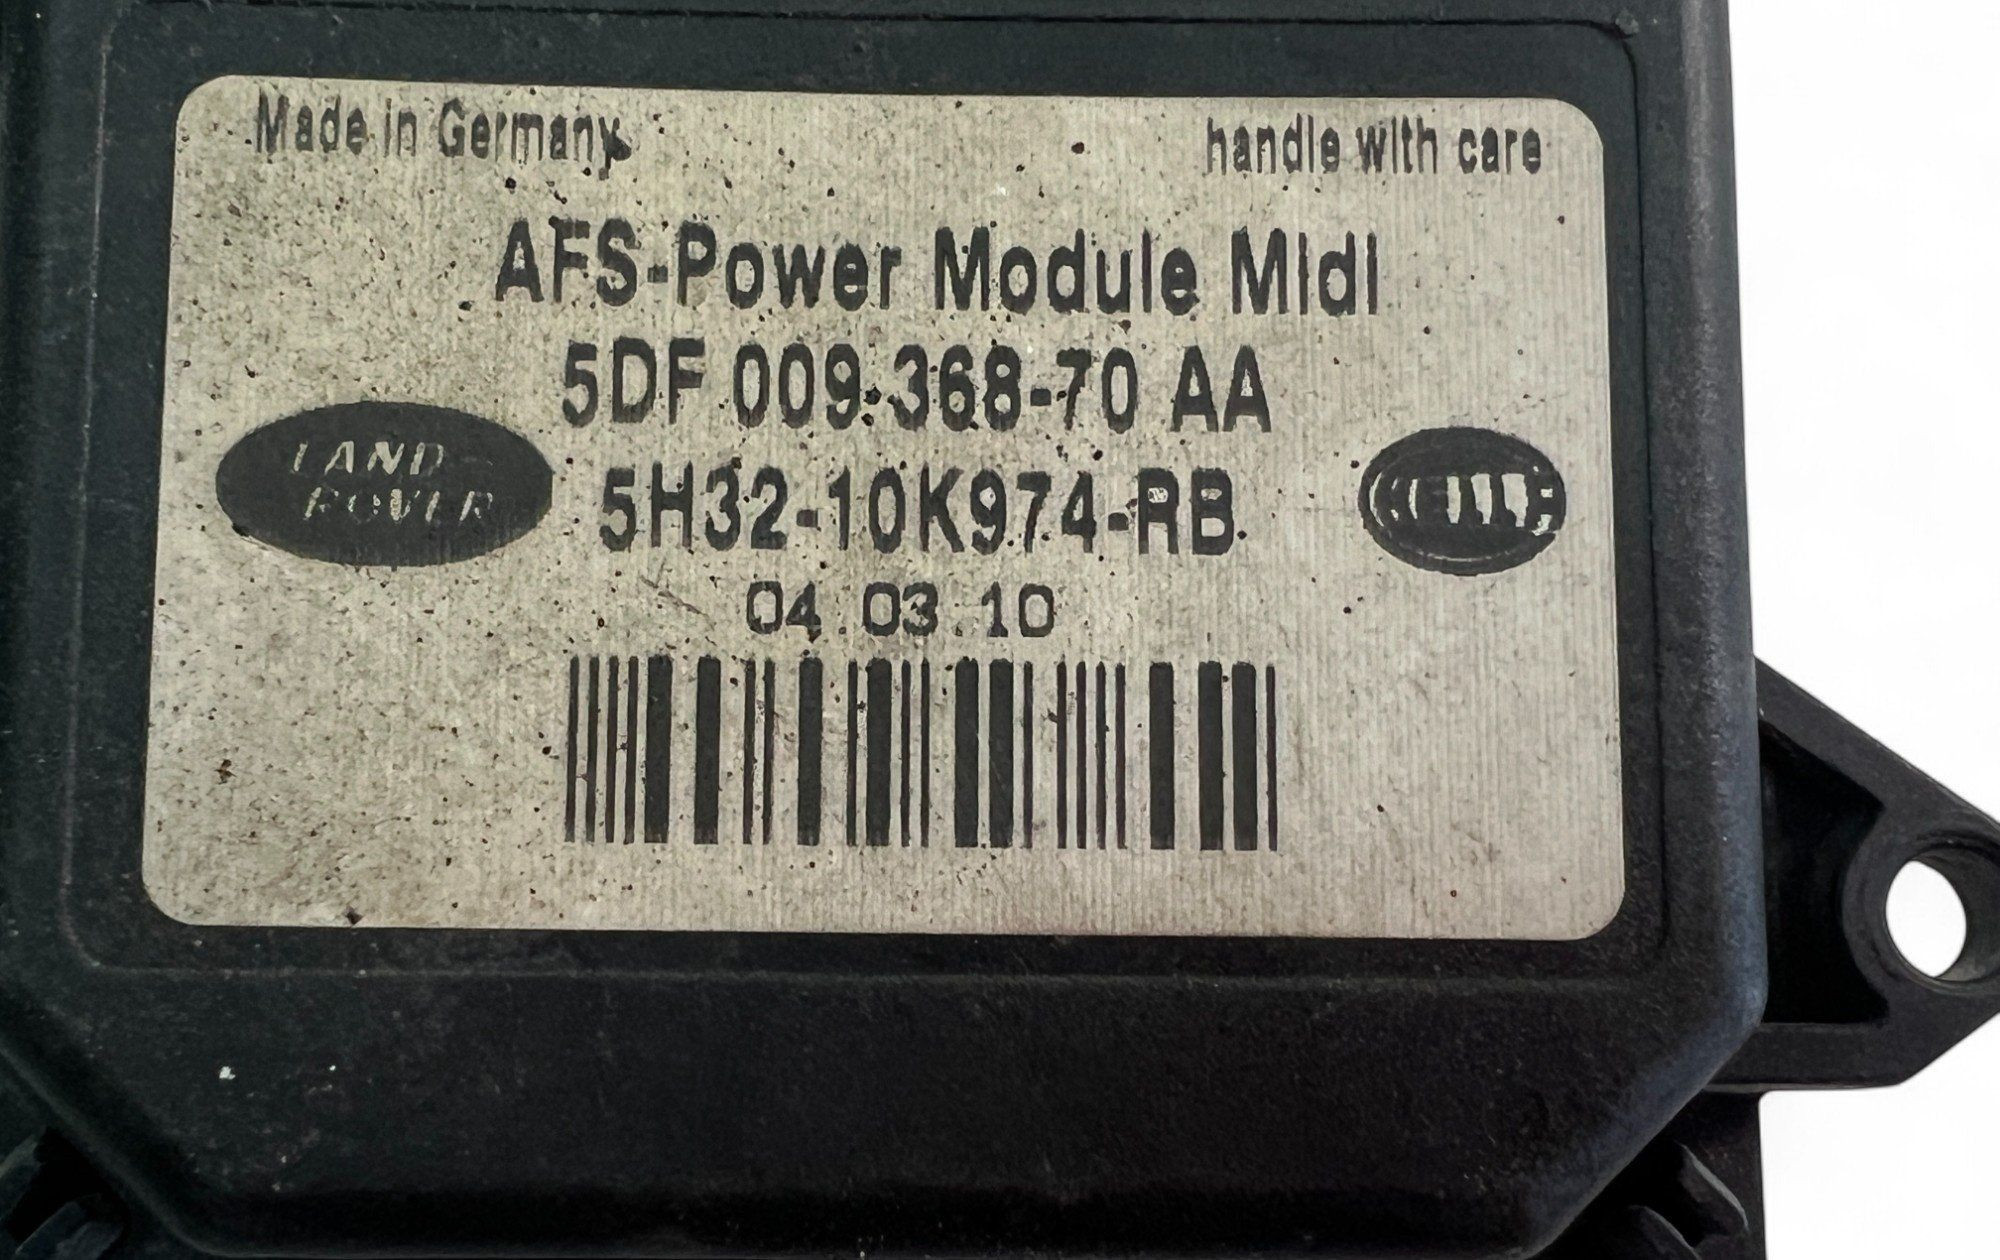 Made in Germany
handle with care
AFS-Power Module Midi
5DF 009 368-70 AA
LAND
ROVER
5H32-10K974-RB
HELLA
04.03.10